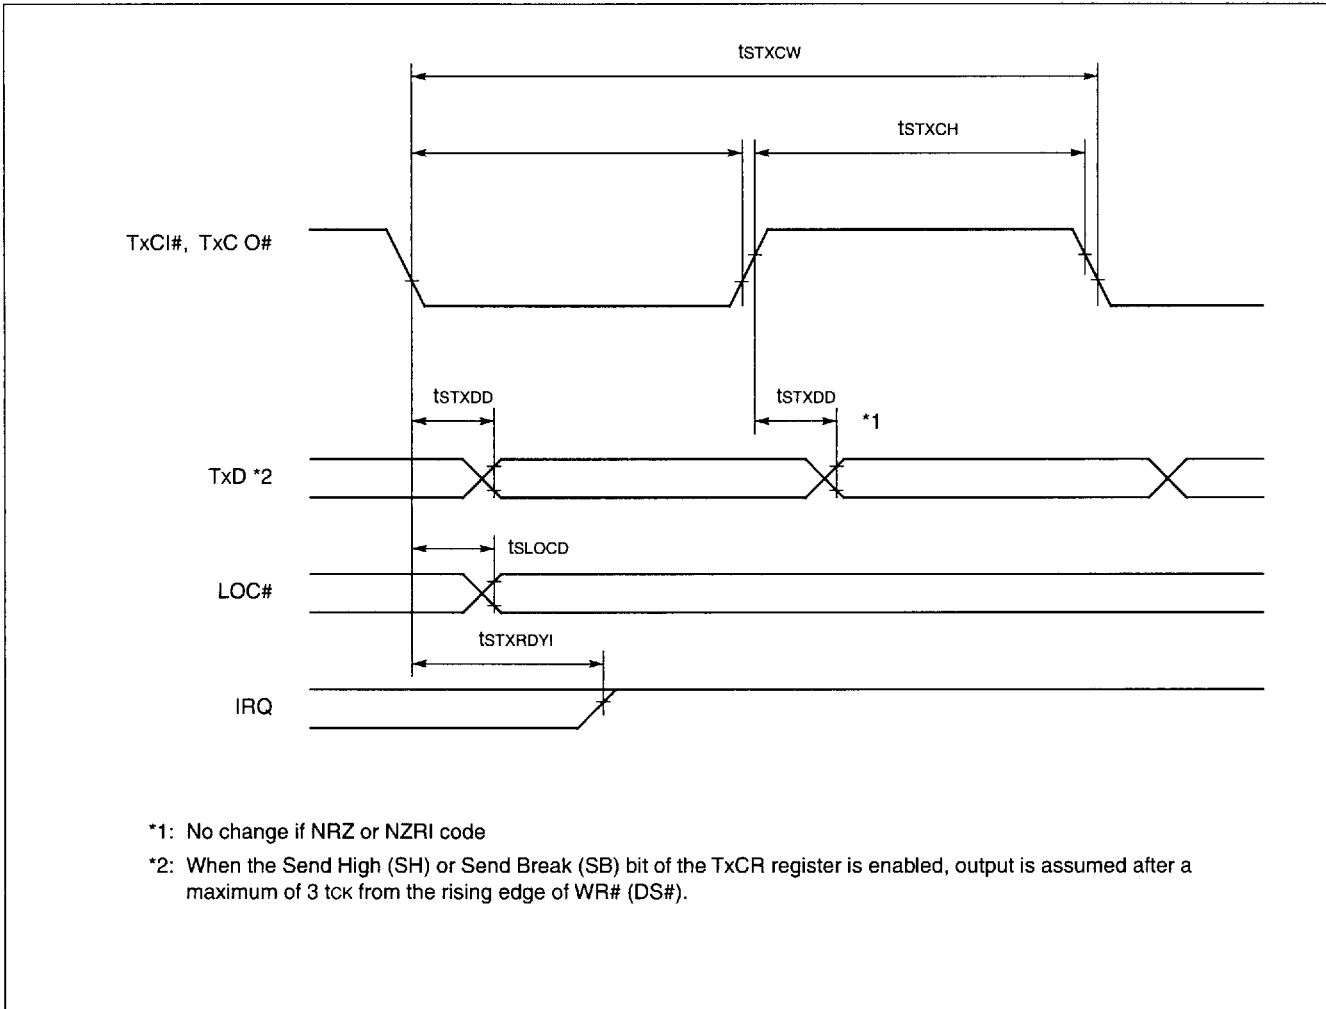 tSTXCW
tSTXCH
TxCI#, TxC O#
tSTXDD
tSTXDD
*1
TxD *2
tSLOCD
LOC#
tSTXRDYI
IRQ
*1: No change if NRZ or NZRI code
*2: When the Send High (SH) or Send Break (SB) bit of the TxCR register is enabled, output is assumed after a
maximum of 3 tCK from the rising edge of WR# (DS#).